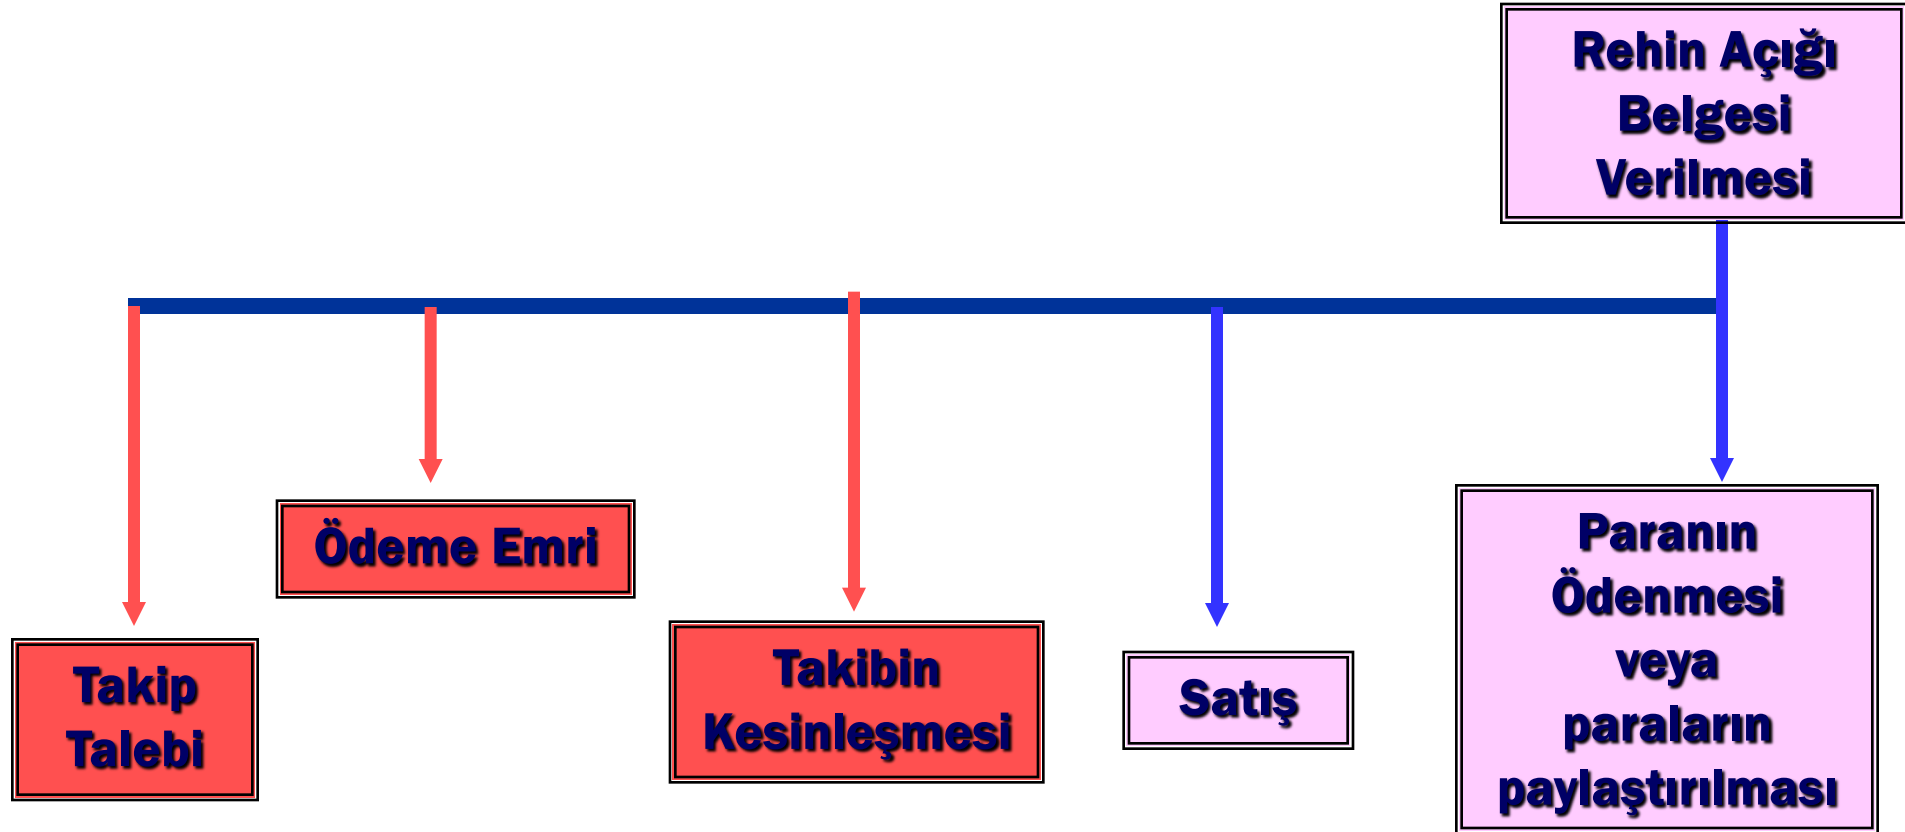 Rehin Açığı
Belgesi
Verilmesi
Takip
Talebi
Ödeme Emri
Takibin
Kesinleşmesi
Satış
Paranın
Ödenmesi
veya
paraların
paylaştırılması